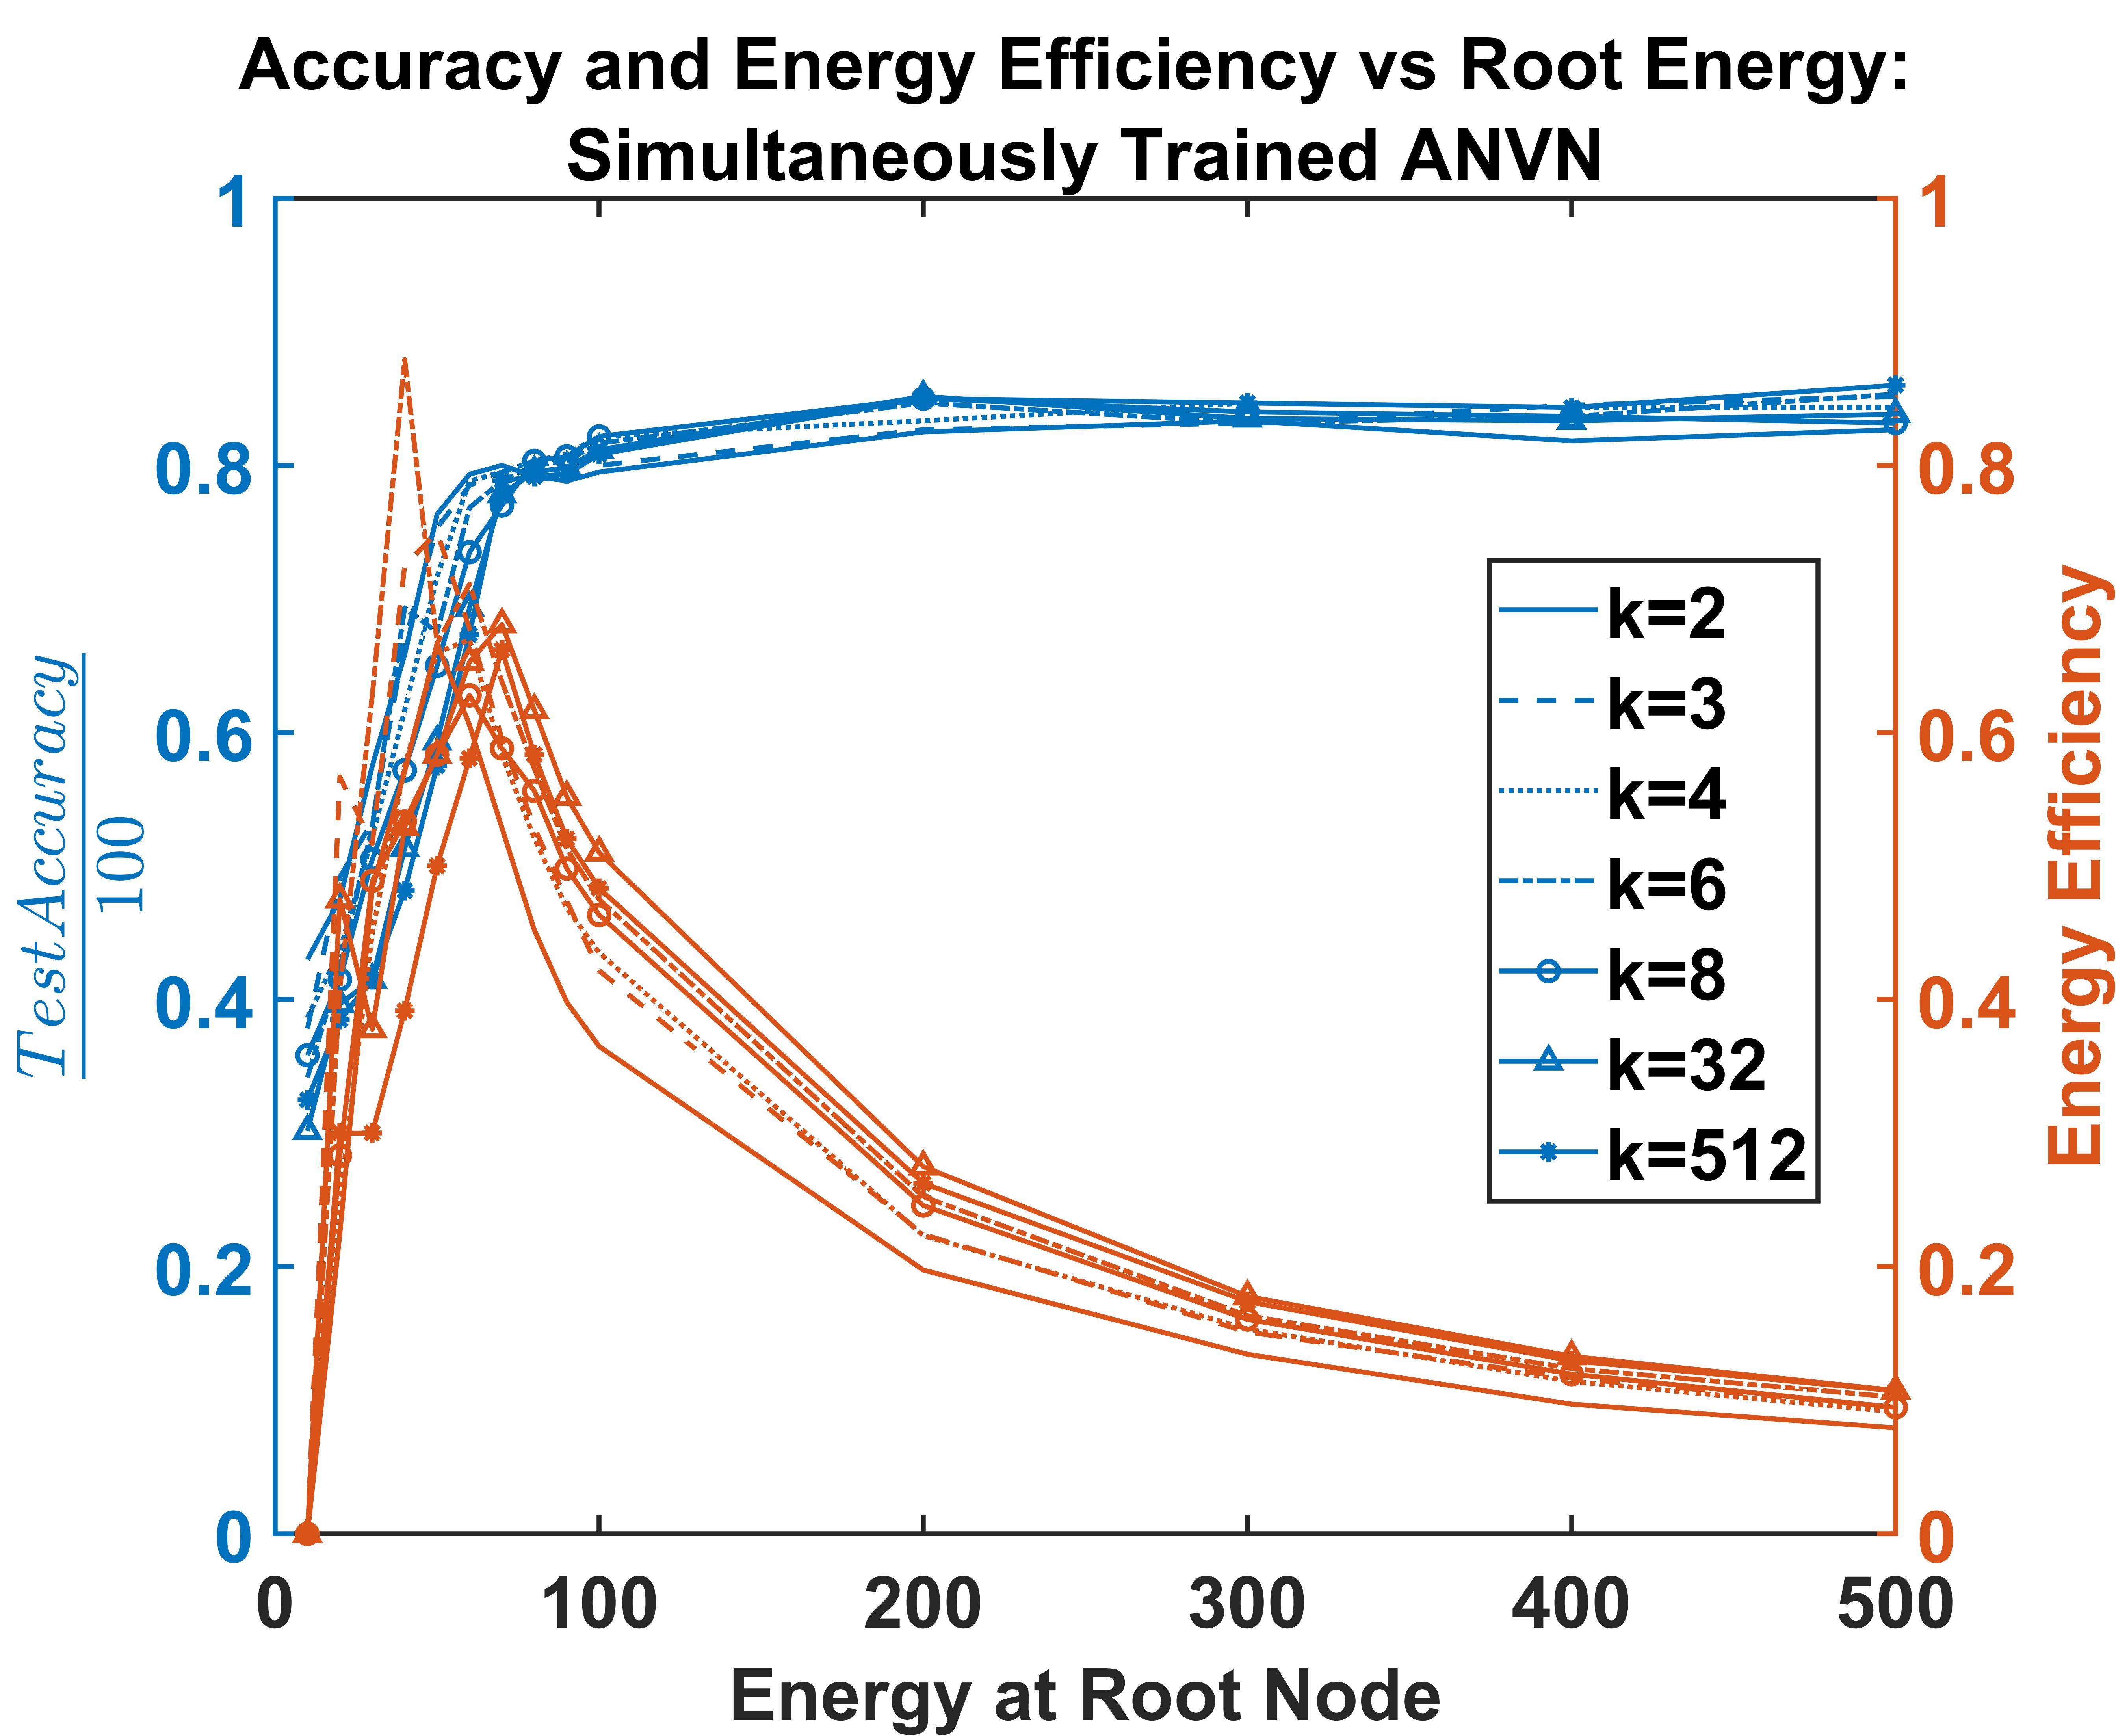 Accuracy and Energy Efficiency vs Root Energy:
Simultaneously Trained ANVN
1
0.8
0.6
0.4
0.2
0
TestAccuracy
100
1
0.8
0.6
0.4
0.2
0
Energy Efficiency
k=2
k=3
k=4
k=6
k=8
k=32
k=512
0 100 200 300 400 500
Energy at Root Node